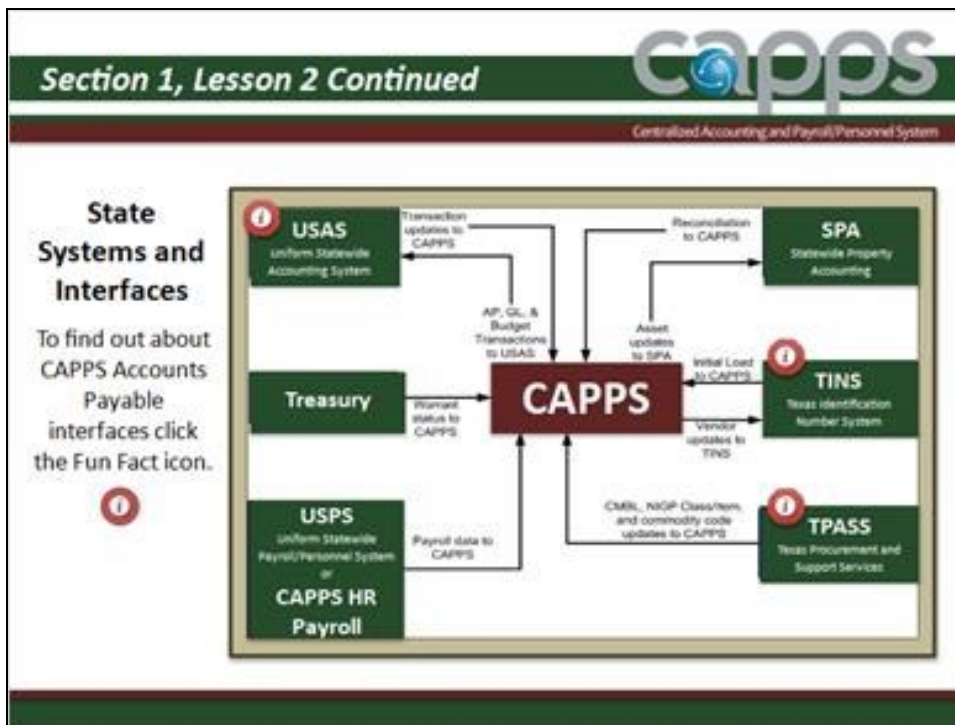 capps
Section 1, Lesson 2 Continued
Centralized Accounting and Payroll/Personnel System
State
Systems and
Interfaces
To find out about
CAPPS Accounts
Payable
interfaces click
the Fun Fact icon.
i
i
USAS
Uniform Statewide
Accounting System
Transaction
updates to
CAPPS
AP, GL, &
Budget
Transactions
to USAS
Reconciliation
to CAPPS
Asset
updates
to SPA
SPA
Statewide Property
Accounting
Treasury
Warrant
status to
CAPPS
CAPPS
Initial Load
to CAPPS
Vendor
updates to
TINS
i
TINS
Texas Identification
Number System
USPS
Uniform Statewide
Payroll/Personnel System
or
CAPPS HR
Payroll
Payroll data to
CAPPS
CMBL, NIGP Class/Item,
and commodity code
updates to CAPPS
i
TPASS
Texas Procurement and
Support Services